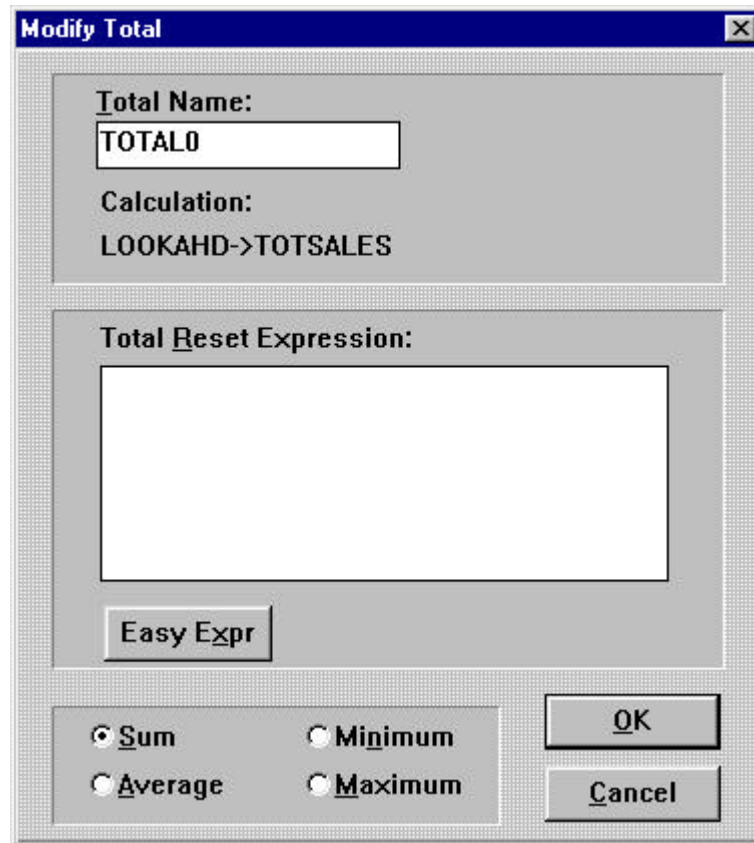 Modify Total
Total Name:
TOTAL0
Calculation:
LOOKAHD->TOTSALES
Total Reset Expression:
Easy Expr
Sum
Minimum
OK
Average
Maximum
Cancel